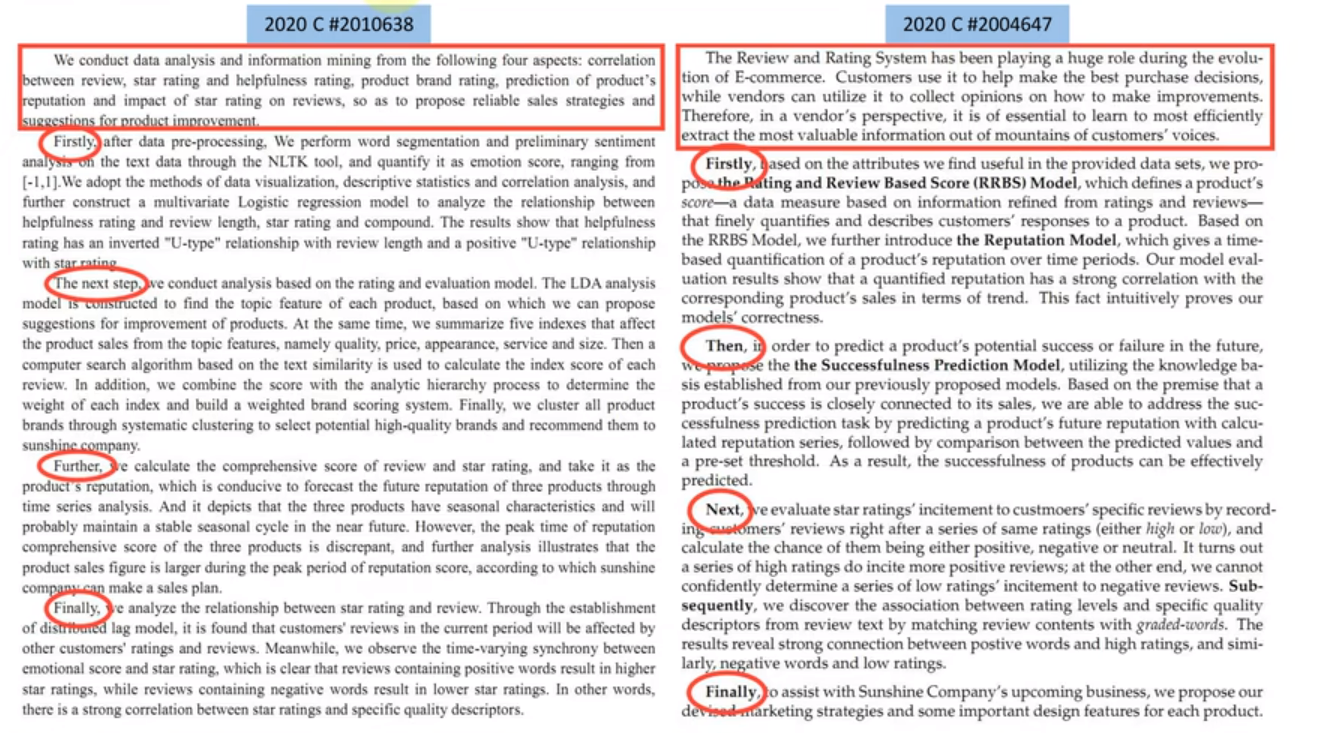 2020 C #2010638
We conduct data analysis and information mining from the following four aspects: correlation
between review, star rating and helpfulness rating, product brand rating, prediction of product's
reputation and impact of star rating on reviews, so as to propose reliable sales strategies and
suggestions for product improvement.
Firstly, after data pre-processing, We perform word segmentation and preliminary sentiment
analysis on the text data through the NLTK tool, and quantify it as emotion score, ranging from
[-1,1].We adopt the methods of data visualization, descriptive statistics and correlation analysis, and
further construct a multivariate Logistic regression model to analyze the relationship between
helpfulness rating and review length, star rating and compound. The results show that helpfulness
rating has an inverted "U-type" relationship with review length and a positive "U-type" relationship
with star rating.
The next step, we conduct analysis based on the rating and evaluation model. The LDA analysis
model is constructed to find the topic feature of each product, based on which we can propose
suggestions for improvement of products. At the same time, we summarize five indexes that affect
the product sales from the topic features, namely quality, price, appearance, service and size. Then a
computer search algorithm based on the text similarity is used to calculate the index score of each
review. In addition, we combine the score with the analytic hierarchy process to determine the
weight of each index and build a weighted brand scoring system. Finally, we cluster all product
brands through systematic clustering to select potential high-quality brands and recommend them to
sunshine company.
Further, we calculate the comprehensive score of review and star rating, and take it as the
product's reputation, which is conducive to forecast the future reputation of three products through
time series analysis. And it depicts that the three products have seasonal characteristics and will
probably maintain a stable seasonal cycle in the near future. However, the peak time of reputation
comprehensive score of the three products is discrepant, and further analysis illustrates that the
product sales figure is larger during the peak period of reputation score, according to which sunshine
company can make a sales plan.
Finally, we analyze the relationship between star rating and review. Through the establishment
of distributed lag model, it is found that customers' reviews in the current period will be affected by
other customers' ratings and reviews. Meanwhile, we observe the time-varying synchrony between
emotional score and star rating, which is clear that reviews containing positive words result in higher
star ratings, while reviews containing negative words result in lower star ratings. In other words,
there is a strong correlation between star ratings and specific quality descriptors.
2020 C #2004647
The Review and Rating System has been playing a huge role during the evolu-
tion of E-commerce. Customers use it to help make the best purchase decisions,
while vendors can utilize it to collect opinions on how to make improvements.
Therefore, in a vendor's perspective, it is of essential to learn to most efficiently
extract the most valuable information out of mountains of customers' voices.
Firstly, based on the attributes we find useful in the provided data sets, we pro-
pose the Rating and Review Based Score (RRBS) Model, which defines a product's
score—a data measure based on information refined from ratings and reviews—
that finely quantifies and describes customers' responses to a product. Based on
the RRBS Model, we further introduce the Reputation Model, which gives a time-
based quantification of a product's reputation over time periods. Our model eval-
uation results show that a quantified reputation has a strong correlation with the
corresponding product's sales in terms of trend. This fact intuitively proves our
models' correctness.
Then, in order to predict a product's potential success or failure in the future,
we propose the the Successfulness Prediction Model, utilizing the knowledge ba-
sis established from our previously proposed models. Based on the premise that a
product's success is closely connected to its sales, we are able to address the suc-
cessfulness prediction task by predicting a product's future reputation with calcu-
lated reputation series, followed by comparison between the predicted values and
a pre-set threshold. As a result, the successfulness of products can be effectively
predicted.
Next, we evaluate star ratings' incitement to custmoers' specific reviews by record-
ing customers' reviews right after a series of same ratings (either high or low), and
calculate the chance of them being either positive, negative or neutral. It turns out
a series of high ratings do incite more positive reviews; at the other end, we cannot
confidently determine a series of low ratings' incitement to negative reviews. Sub-
sequently, we discover the association between rating levels and specific quality
descriptors from review text by matching review contents with graded-words. The
results reveal strong connection between postive words and high ratings, and simi-
larly, negative words and low ratings.
Finally, to assist with Sunshine Company's upcoming business, we propose our
devised marketing strategies and some important design features for each product.